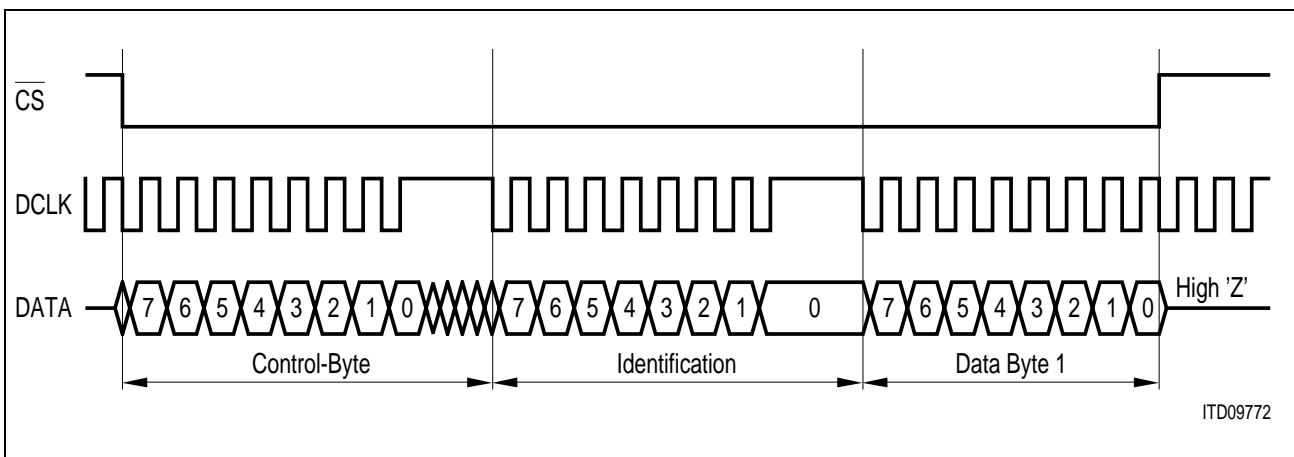 CS
DCLK
DATA 7 6 5 4 3 2 1 0 7 6 5 4 3 2 1 0 7 6 5 4 3 2 1 0 High 'Z'
Control-Byte Identification Data Byte 1
ITD09772